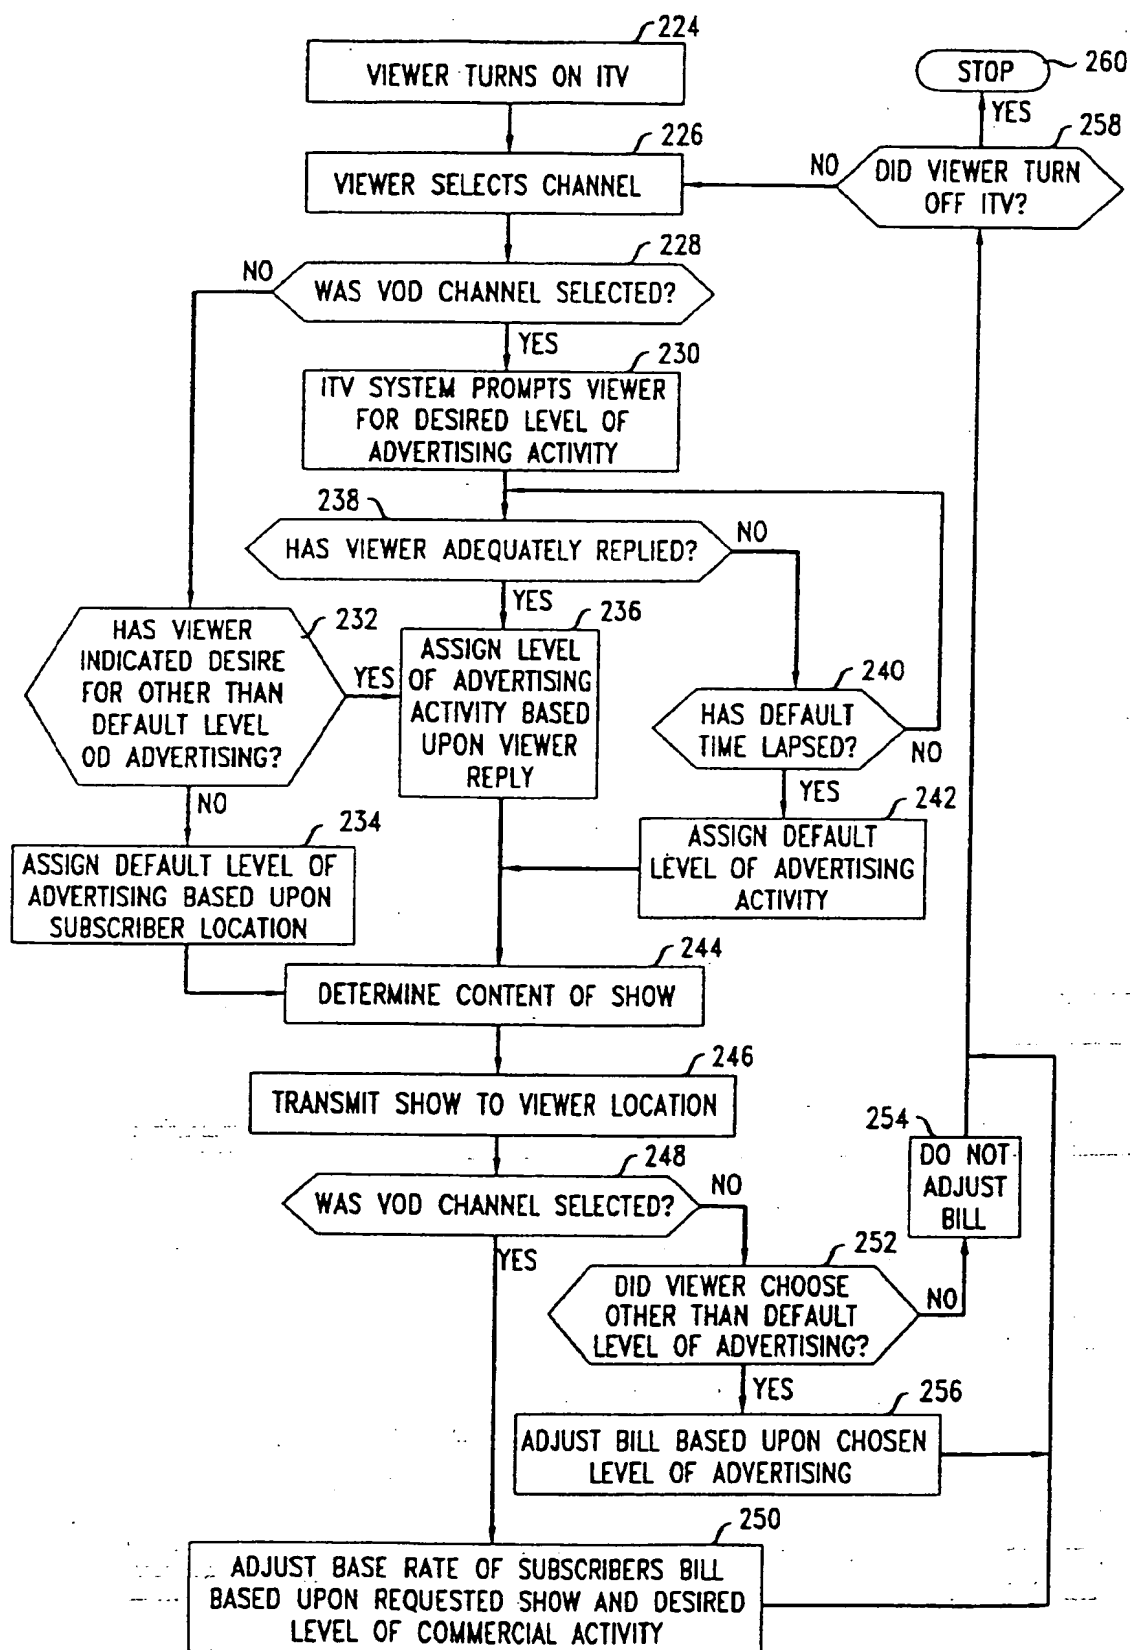 224
VIEWER TURNS ON ITV
STOP
260
YES
258
226
VIEWER SELECTS CHANNEL
NO
DID VIEWER TURN
OFF ITV?
228
NO
WAS VOD CHANNEL SELECTED?
YES
230
ITV SYSTEM PROMPTS VIEWER
FOR DESIRED LEVEL OF
ADVERTISING ACTIVITY
238
HAS VIEWER ADEQUATELY REPLIED?
NO
YES
232
HAS VIEWER
INDICATED DESIRE
FOR OTHER THAN
DEFAULT LEVEL
OD ADVERTISING?
YES
236
ASSIGN LEVEL
OF ADVERTISING
ACTIVITY BASED
UPON VIEWER
REPLY
240
HAS DEFAULT
TIME LAPSED?
NO
NO
YES
234
ASSIGN DEFAULT LEVEL OF
ADVERTISING BASED UPON
SUBSCRIBER LOCATION
242
ASSIGN DEFAULT
LEVEL OF ADVERTISING
ACTIVITY
244
DETERMINE CONTENT OF SHOW
246
TRANSMIT SHOW TO VIEWER LOCATION
254
DO NOT
ADJUST
BILL
248
WAS VOD CHANNEL SELECTED?
NO
YES
252
DID VIEWER CHOOSE
OTHER THAN DEFAULT
LEVEL OF ADVERTISING?
NO
YES
256
ADJUST BILL BASED UPON CHOSEN
LEVEL OF ADVERTISING
250
ADJUST BASE RATE OF SUBSCRIBERS BILL
BASED UPON REQUESTED SHOW AND DESIRED
LEVEL OF COMMERCIAL ACTIVITY